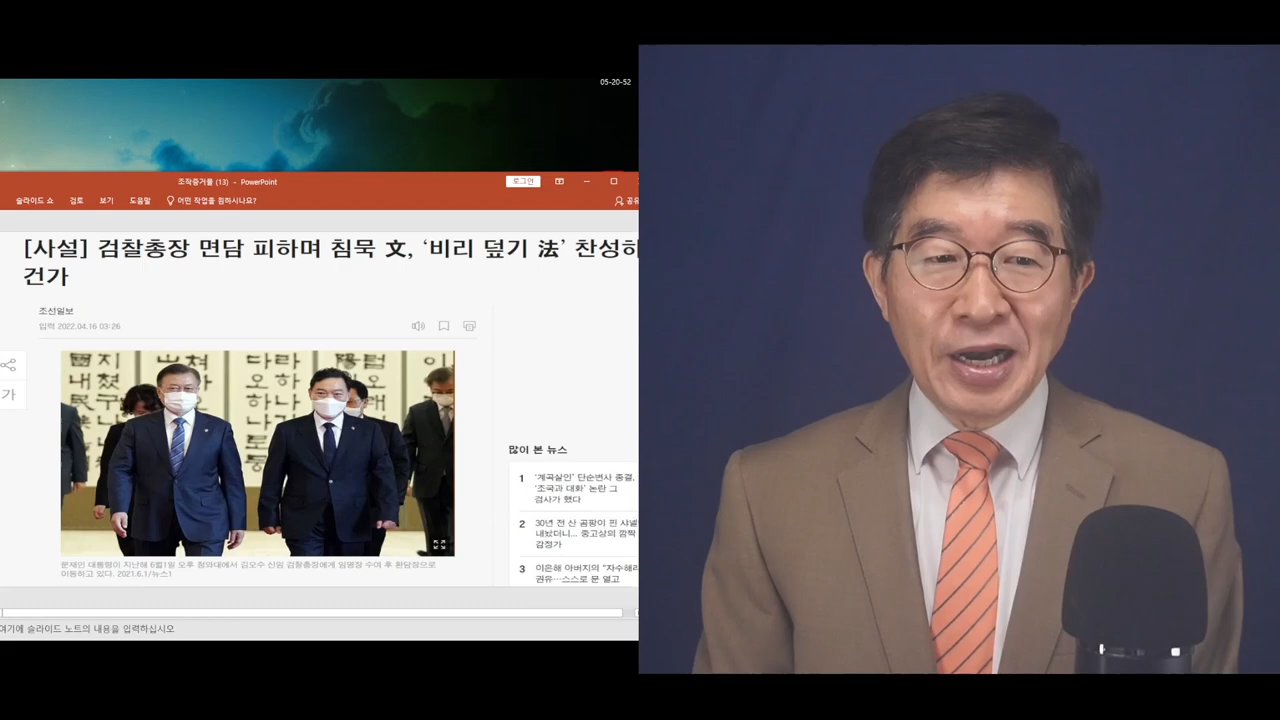 05-20-52
조작증거물 (13) - PowerPoint
로그인
슬라이드 쇼 검토 보기 도움말 어떤 작업을 원하시나요?
공유
[사설] 검찰총장 면담 피하며 침묵 文, ‘비리 덮기 法’ 찬성하
건가
조선일보
입력 2022.04.16 03:26
가
많이 본 뉴스
1 ‘계곡살인’ 단순변사 종결,
‘조국과 대화’ 논란 그
검사가 했다
2 30년 전 산 곰팡이 핀 샤넬
내놨더니... 중고상의 깜짝
감정가
3 이은해 아버지의 “자수해라
권유…스스로 문 열고
문재인 대통령이 지난해 6월1일 오후 청와대에서 김오수 신임 검찰총장에게 임명장 수여 후 환담장으로
이동하고 있다. 2021.6.1/뉴스1
여기에 슬라이드 노트의 내용을 입력하십시오